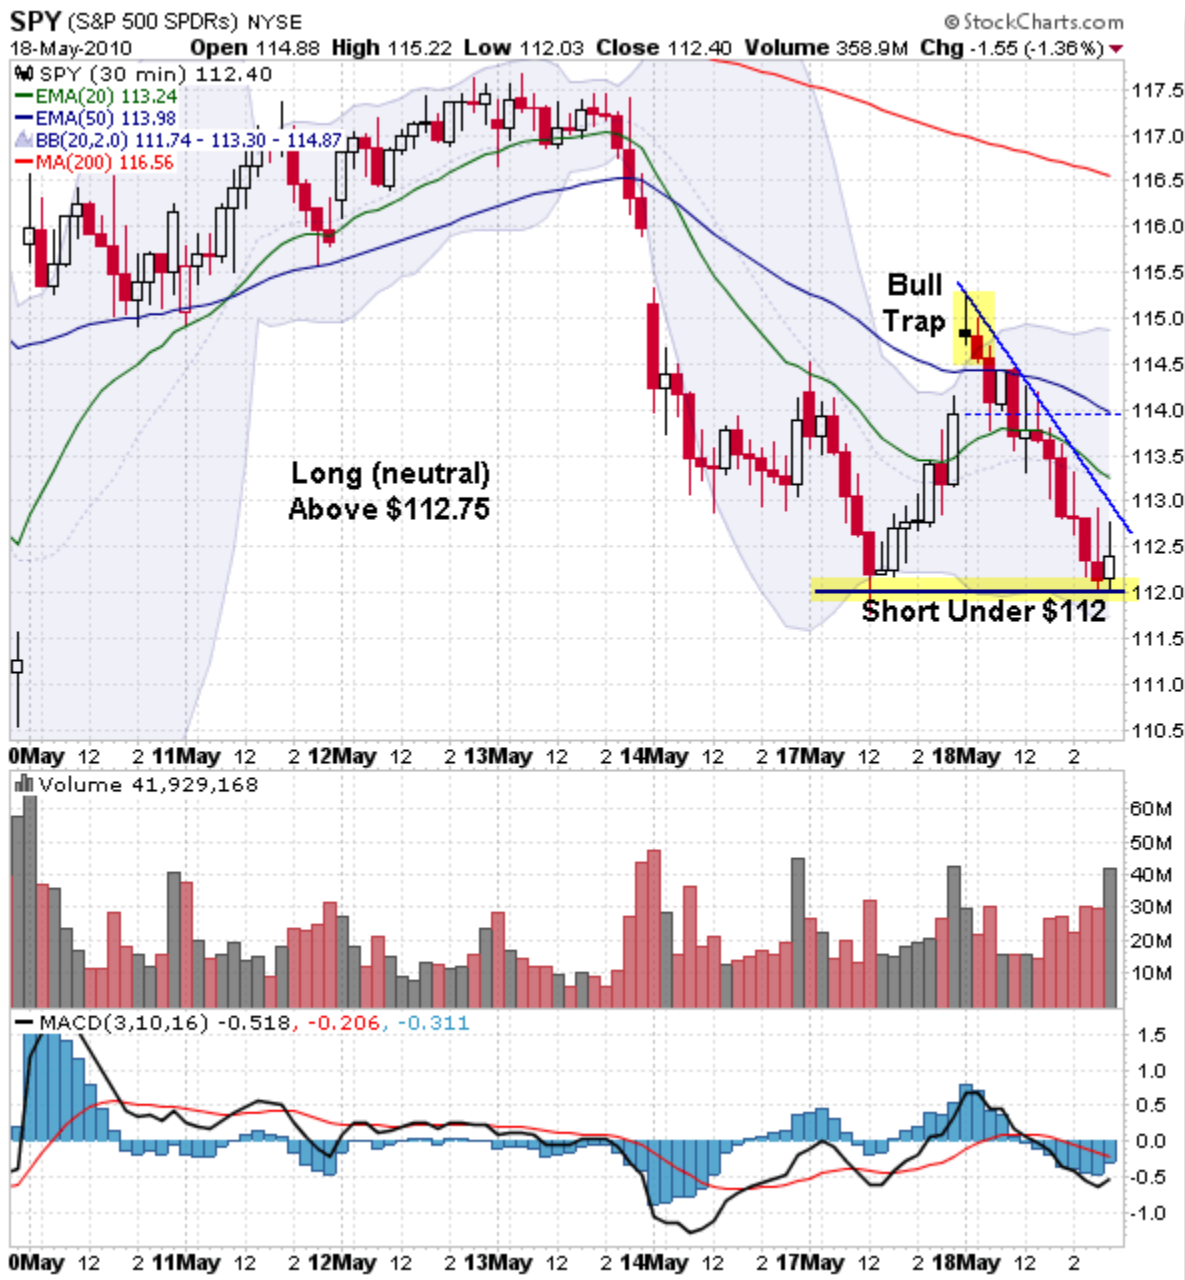 SPY (S&P 500 SPDRs) NYSE © StockCharts.com
18-May-2010 Open 114.88 High 115.22 Low 112.03 Close 112.40 Volume 358.9M Chg -1.55 (-1.36%)
SPY (30 min) 112.40
EMA(20) 113.24
EMA(50) 113.98
BB(20,2.0) 111.74 - 113.30 - 114.87
MA(200) 116.56
117.5
117.0
116.5
116.0
115.5
115.0
114.5
114.0
113.5
113.0
112.5
112.0
111.5
111.0
110.5
Bull
Trap
Long (neutral)
Above $112.75
Short Under $112
0May 12 2 11May 12 2 12May 12 2 13May 12 2 14May 12 2 17May 12 2 18May 12 2
Volume 41,929,168
60M
50M
40M
30M
20M
10M
MACD(3,10,16) -0.518, -0.206, -0.311
1.5
1.0
0.5
0.0
-0.5
-1.0
0May 12 2 11May 12 2 12May 12 2 13May 12 2 14May 12 2 17May 12 2 18May 12 2